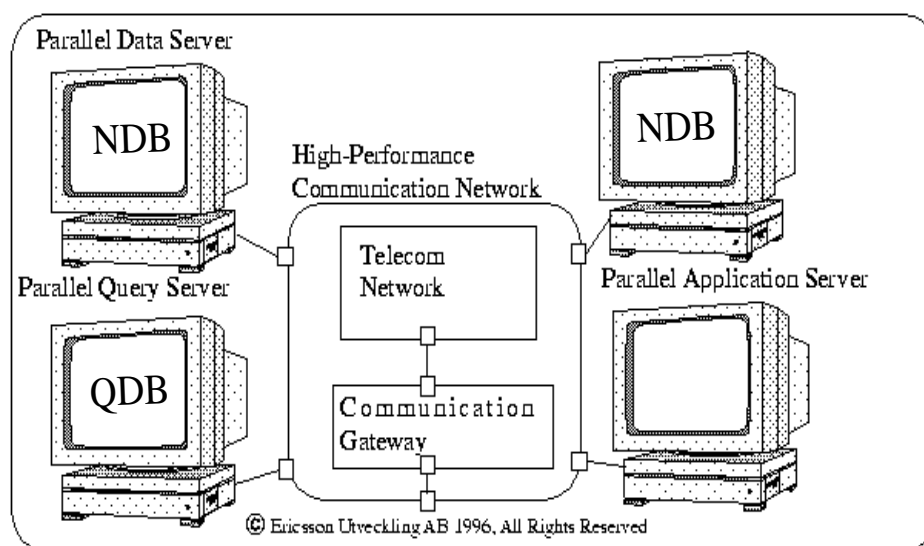 Parallel Data Server
NDB
NDB
High-Performance
Communication Network
Telecom
Network
Parallel Query Server
Parallel Application Server
QDB
Communication
Gateway
© Ericsson Utveckling AB 1996, All Rights Reserved